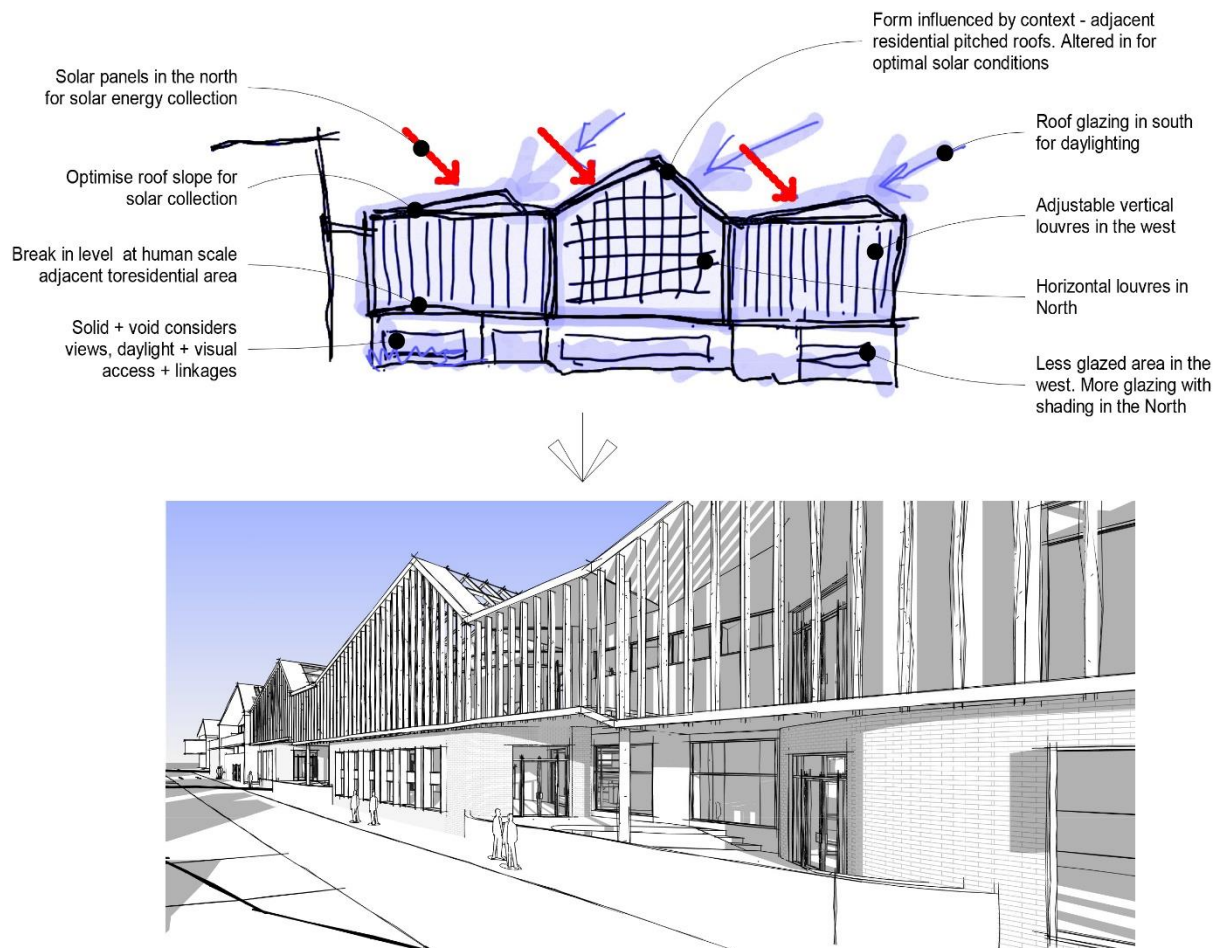 Solar panels in the north
for solar energy collection
Optimise roof slope for
solar collection
Break in level at human scale
adjacent toresidential area
Solid + void considers
views, daylight + visual
access + linkages
Form influenced by context - adjacent
residential pitched roofs. Altered in for
optimal solar conditions
Roof glazing in south
for daylighting
Adjustable vertical
louvres in the west
Horizontal louvres in
North
Less glazed area in the
west. More glazing with
shading in the North